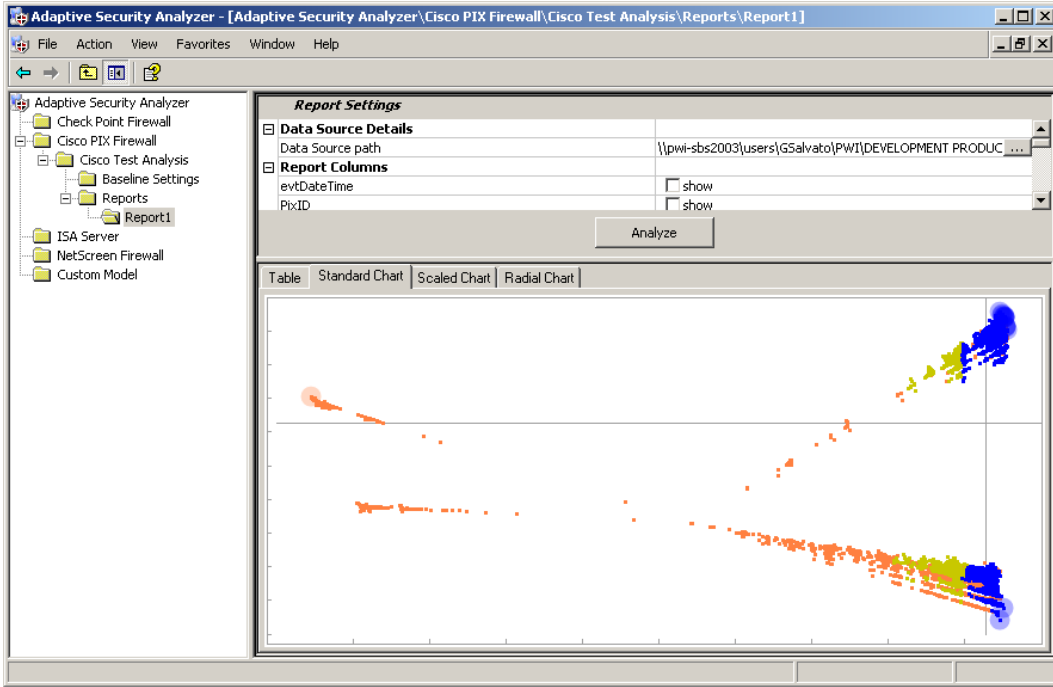 Adaptive Security Analyzer - [Adaptive Security Analyzer\Cisco PIX Firewall\Cisco Test Analysis\Reports\Report1]
File Action View Favorites Window Help
Adaptive Security Analyzer
Check Point Firewall
Cisco PIX Firewall
Cisco Test Analysis
Baseline Settings
Reports
Report1
ISA Server
NetScreen Firewall
Custom Model
Report Settings
Data Source Details
Data Source path \\pwi-sbs2003\users\GSalvato\PWI\DEVELOPMENT PRODUC ...
Report Columns
evtDateTime show
PixID show
Analyze
Table Standard Chart Scaled Chart Radial Chart